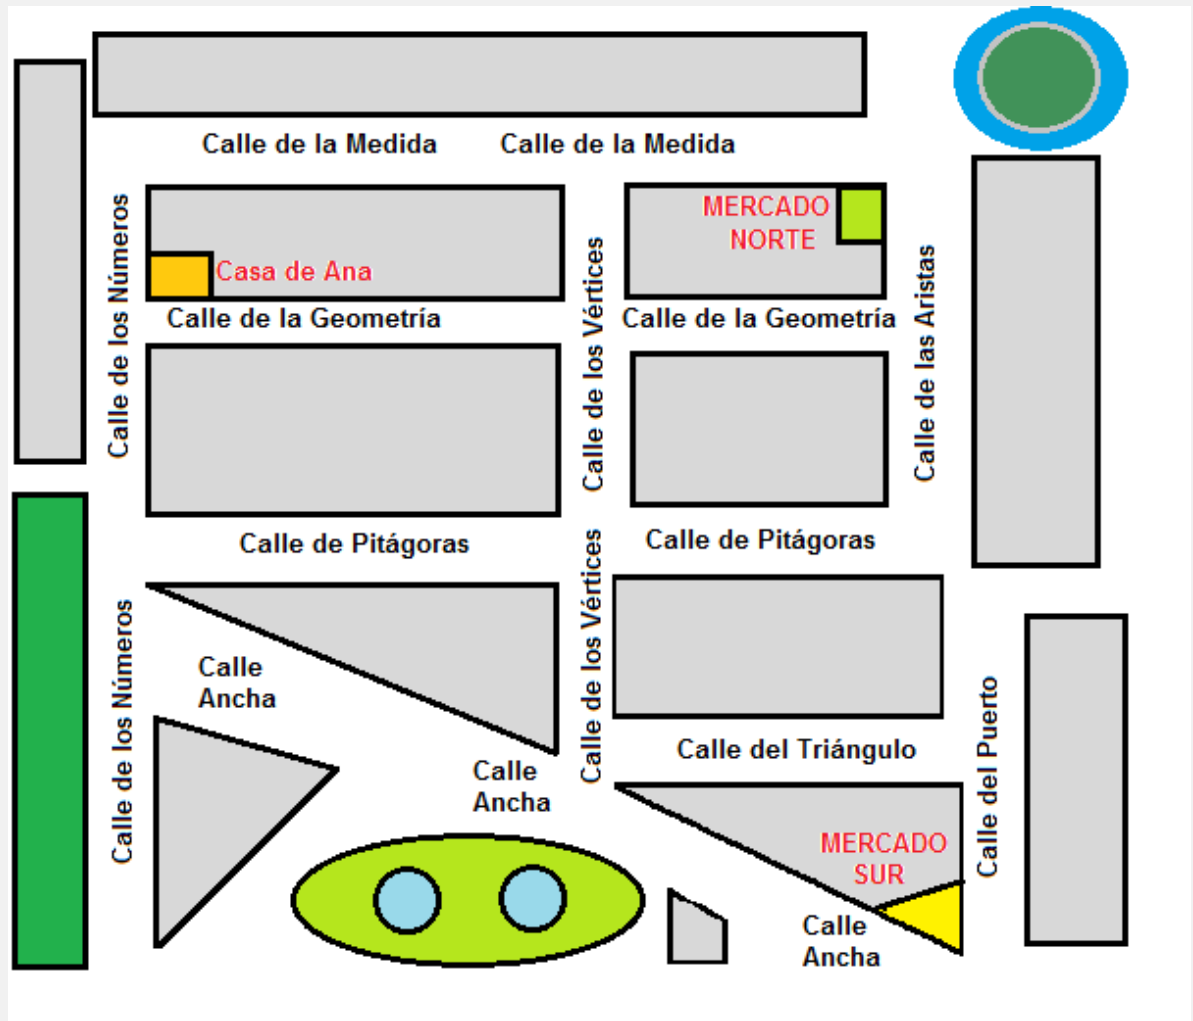 Calle de la Medida
Calle de la Medida
Calle de los Números
MERCADO
NORTE
Casa de Ana
Calle de los Vértices
Calle de las Aristas
Calle de la Geometría
Calle de la Geometría
Calle de Pitágoras
Calle de Pitágoras
Calle de los Números
Calle
Ancha
Calle de los Vértices
Calle del Puerto
Calle del Triángulo
Calle
Ancha
MERCADO
SUR
Calle
Ancha